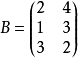 B = (2 4
1 3
3 2)